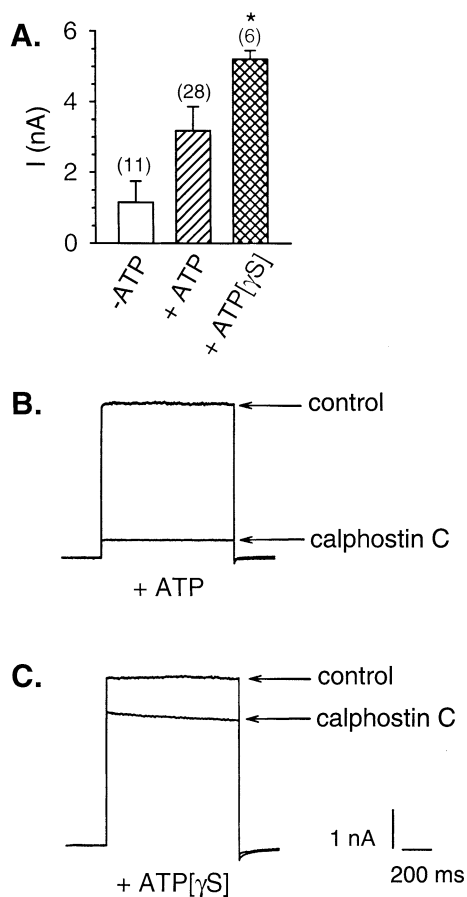 A.
6
4
2
0
I (nA)
(11)
(28)
*
(6)
-ATP
+ ATP
+ ATP[γS]
B.
control
calphostin C
+ ATP
C.
control
calphostin C
1 nA
200 ms
+ ATP[γS]